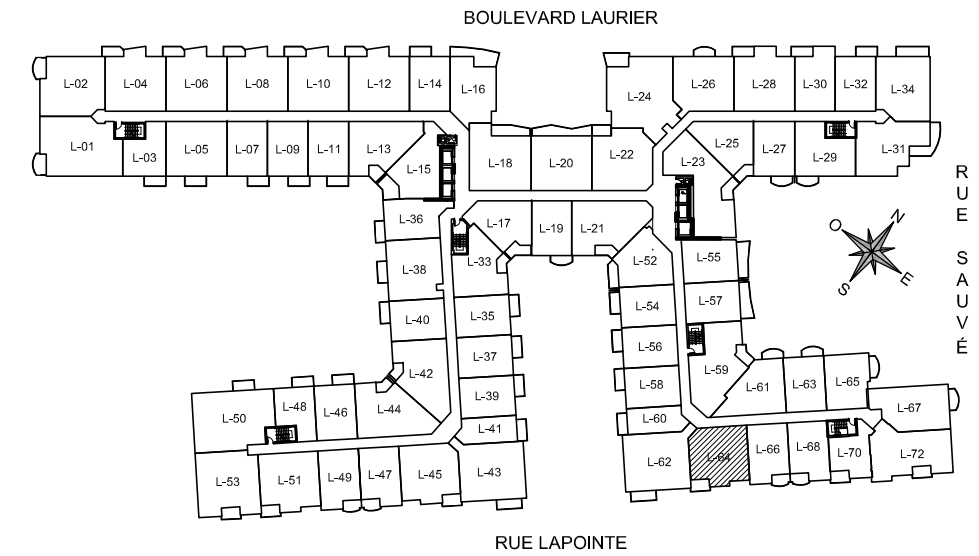 BOULEVARD LAURIER
L-02 L-04 L-06 L-08 L-10 L-12 L-14 L-16 L-24 L-26 L-28 L-30 L-32 L-34
L-01 L-03 L-05 L-07 L-09 L-11 L-13 L-15 L-18 L-20 L-22 L-23 L-25 L-27 L-29 L-31
L-36 L-17 L-19 L-21
L-38 L-33 L-52 L-55
L-40 L-35 L-54 L-57
L-42 L-37 L-56 L-59
L-50 L-48 L-46 L-44 L-39 L-58 L-61 L-63 L-65
L-41 L-60 L-67
L-53 L-51 L-49 L-47 L-45 L-43 L-62 L-64 L-66 L-68 L-70 L-72
RUE SAUVÉ
N
O
E
S
RUE LAPOINTE